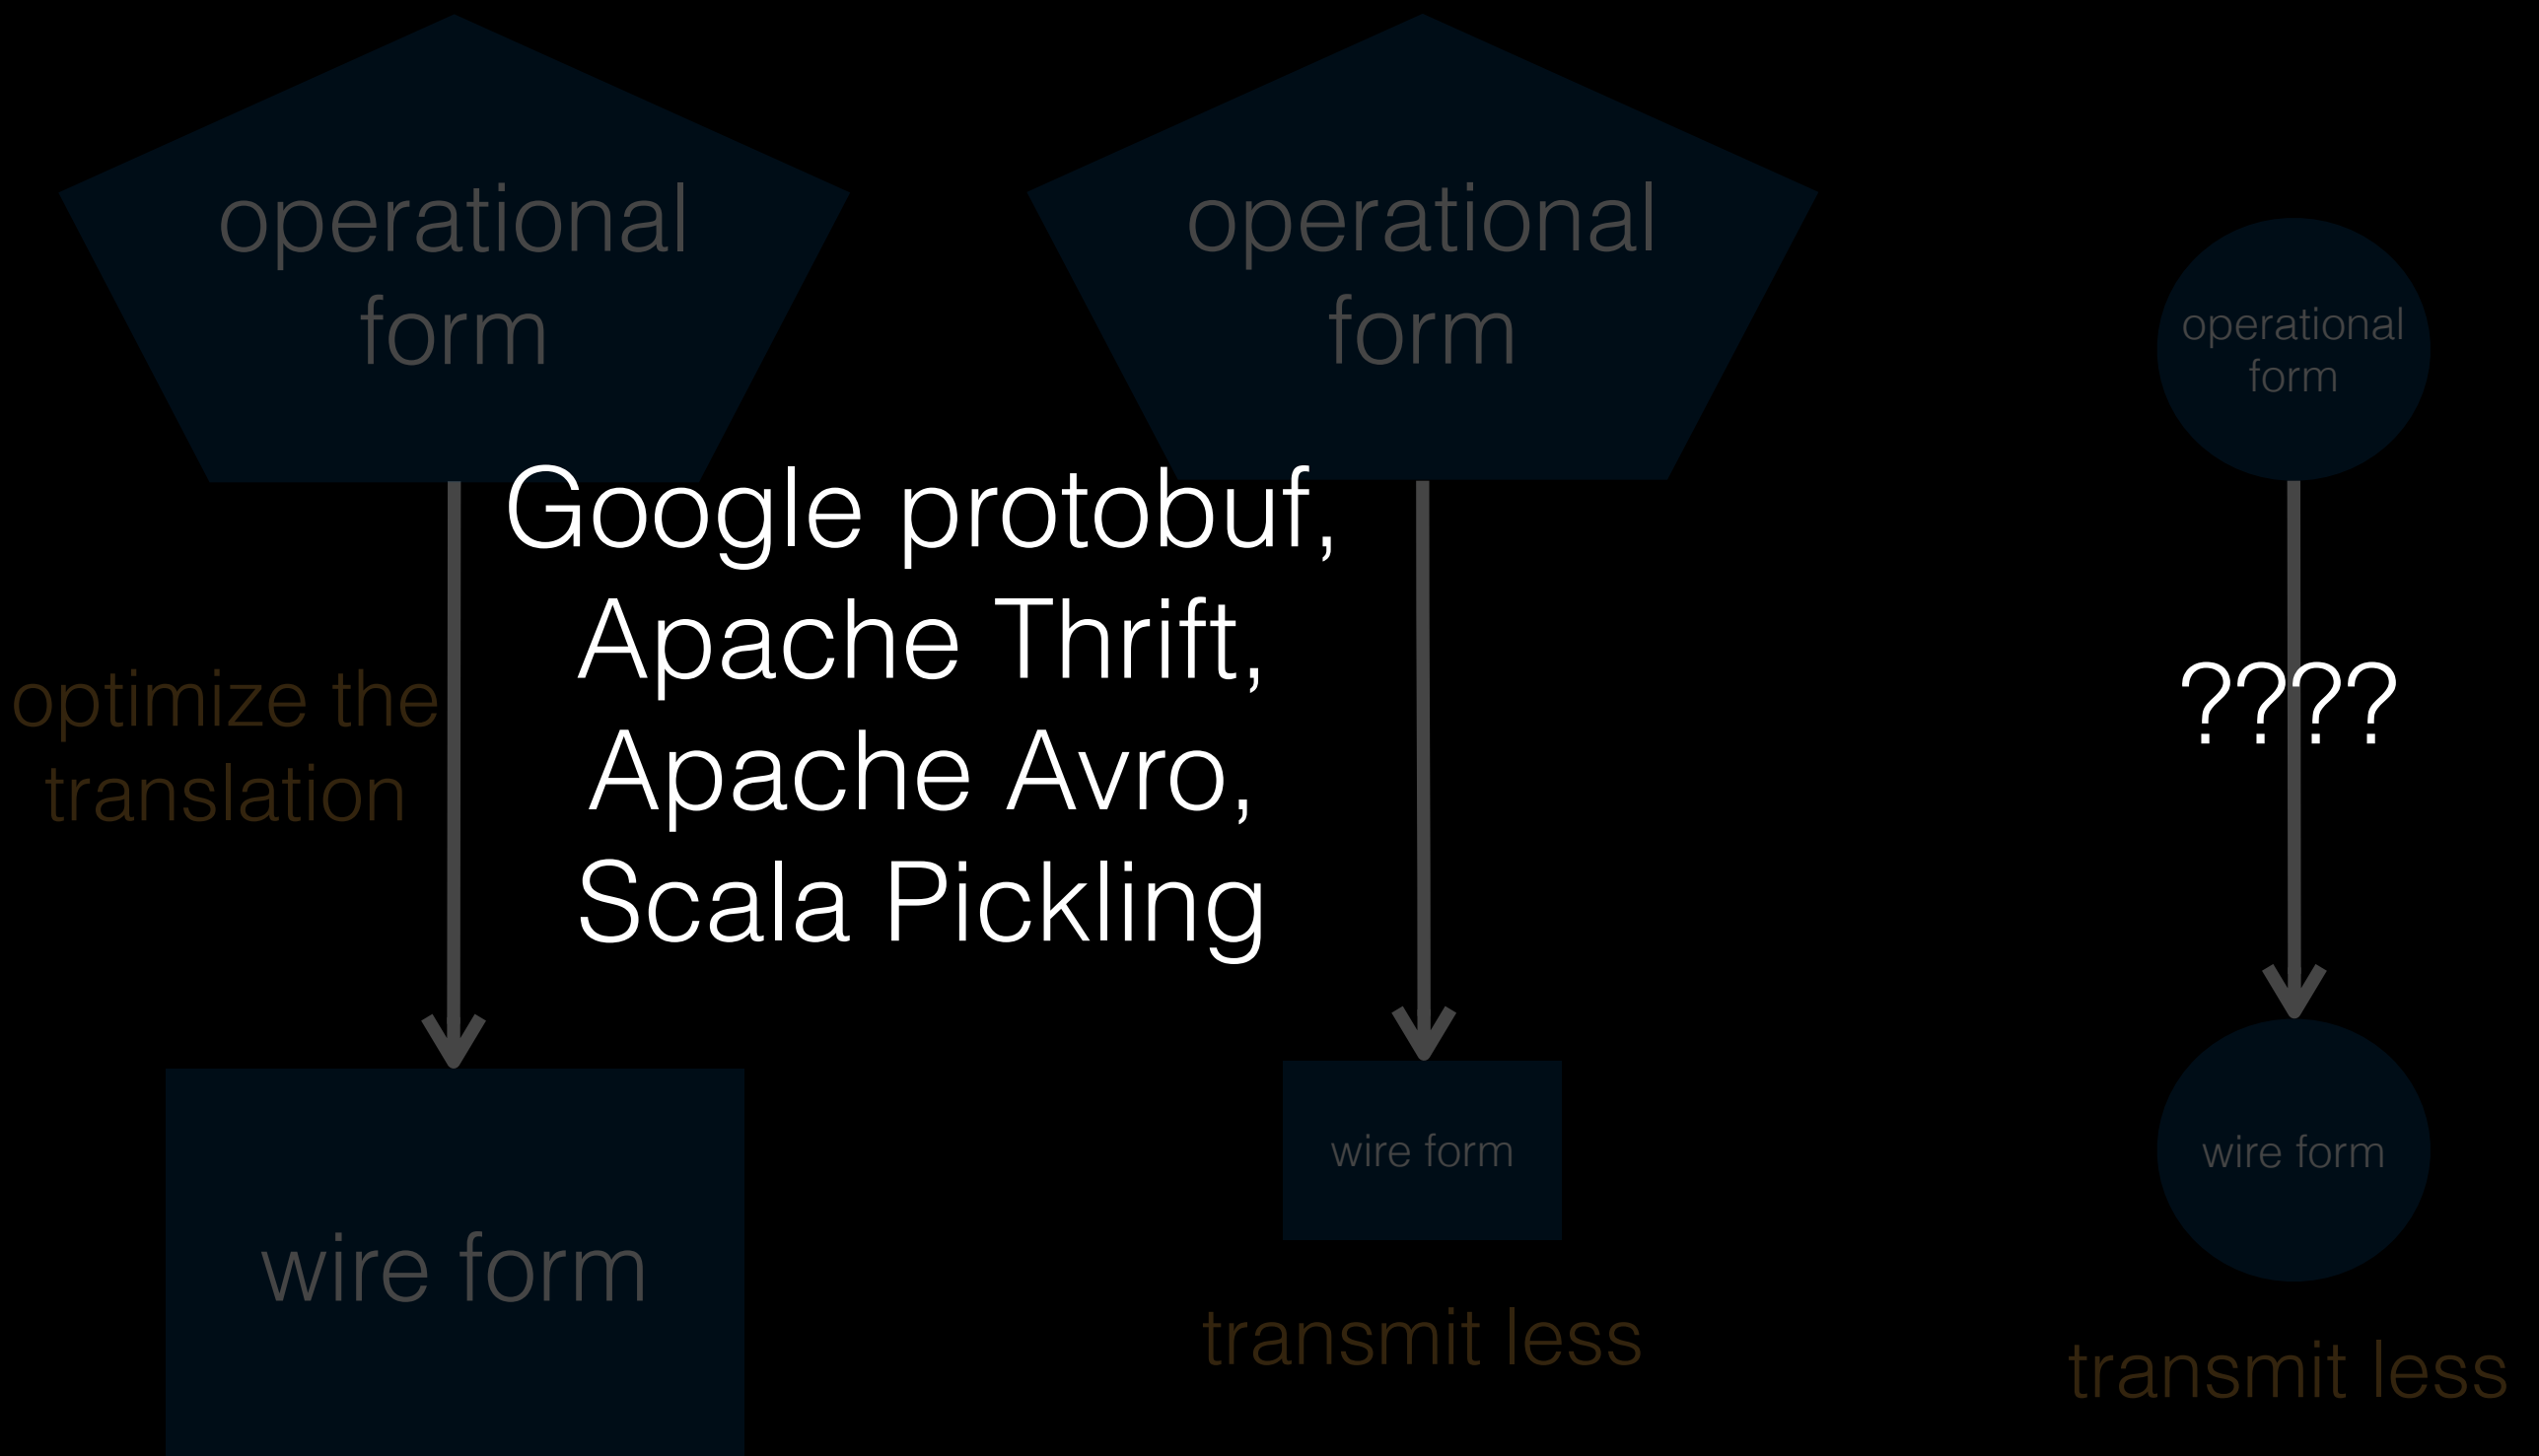 operational
form
operational
form
operational
form
Google protobuf,
Apache Thrift,
Apache Avro,
Scala Pickling
optimize the
translation
????
wire form
wire form
wire form
transmit less
transmit less